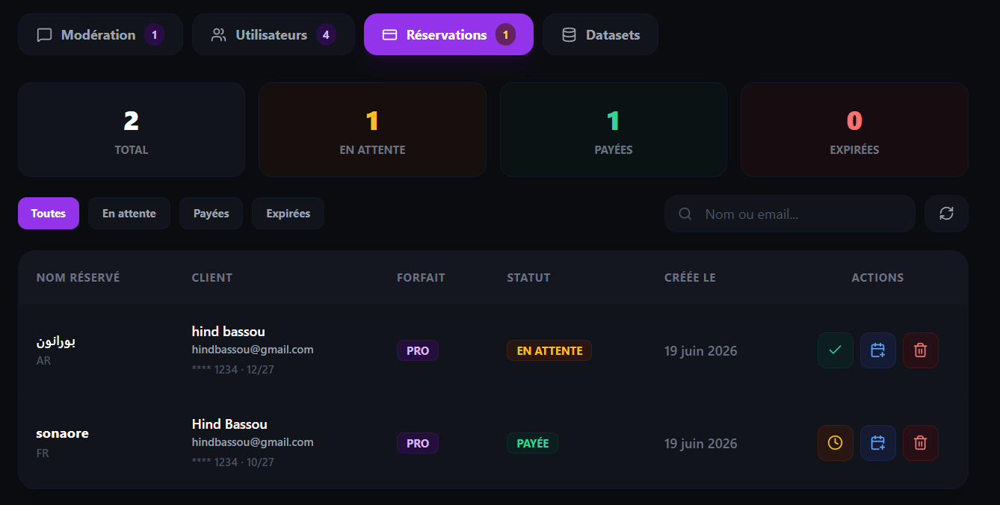 Modération 1
Utilisateurs 4
Réservations 1
Datasets
2
TOTAL
1
EN ATTENTE
1
PAYÉES
0
EXPIRÉES
Toutes
En attente
Payées
Expirées
Nom ou email...
NOM RÉSERVÉ
CLIENT
FORFAIT
STATUT
CRÉÉE LE
ACTIONS
بورانون
AR
hind bassou
hindbassou@gmail.com
**** 1234 · 12/27
PRO
EN ATTENTE
19 juin 2026
sonaore
FR
Hind Bassou
hindbassou@gmail.com
**** 1234 · 10/27
PRO
PAYÉE
19 juin 2026